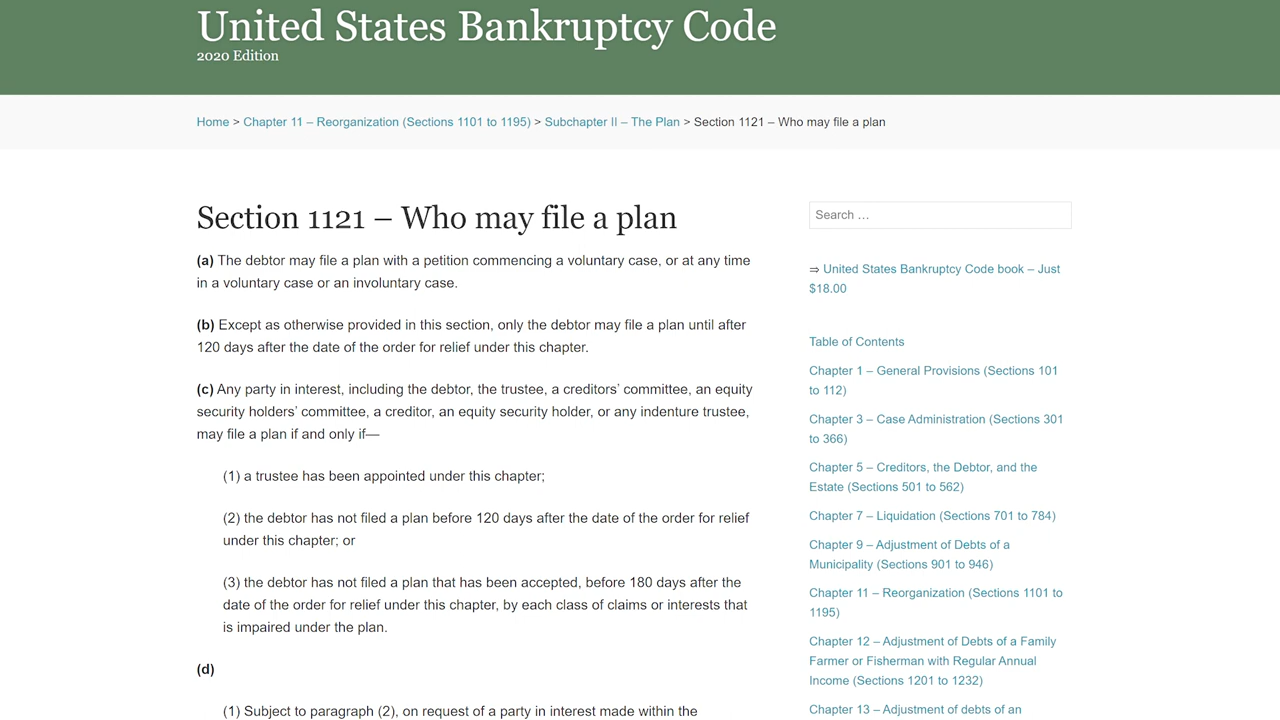 United States Bankruptcy Code
2020 Edition
Home > Chapter 11 – Reorganization (Sections 1101 to 1195) > Subchapter II – The Plan > Section 1121 – Who may file a plan
Section 1121 – Who may file a plan
(a) The debtor may file a plan with a petition commencing a voluntary case, or at any time
in a voluntary case or an involuntary case.
(b) Except as otherwise provided in this section, only the debtor may file a plan until after
120 days after the date of the order for relief under this chapter.
(c) Any party in interest, including the debtor, the trustee, a creditors’ committee, an equity
security holders’ committee, a creditor, an equity security holder, or any indenture trustee,
may file a plan if and only if—
(1) a trustee has been appointed under this chapter;
(2) the debtor has not filed a plan before 120 days after the date of the order for relief
under this chapter; or
(3) the debtor has not filed a plan that has been accepted, before 180 days after the
date of the order for relief under this chapter, by each class of claims or interests that
is impaired under the plan.
(d)
(1) Subject to paragraph (2), on request of a party in interest made within the
Search …
⇒ United States Bankruptcy Code book – Just
$18.00
Table of Contents
Chapter 1 – General Provisions (Sections 101
to 112)
Chapter 3 – Case Administration (Sections 301
to 366)
Chapter 5 – Creditors, the Debtor, and the
Estate (Sections 501 to 562)
Chapter 7 – Liquidation (Sections 701 to 784)
Chapter 9 – Adjustment of Debts of a
Municipality (Sections 901 to 946)
Chapter 11 – Reorganization (Sections 1101 to
1195)
Chapter 12 – Adjustment of Debts of a Family
Farmer or Fisherman with Regular Annual
Income (Sections 1201 to 1232)
Chapter 13 – Adjustment of debts of an